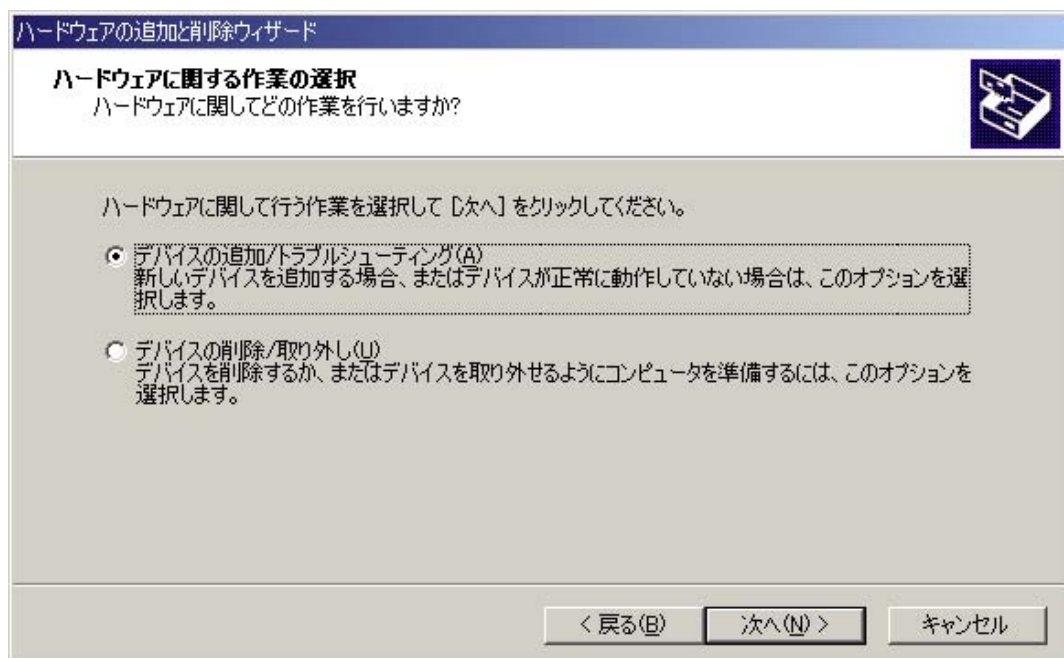 ハードウェアの追加と削除ウィザード
ハードウェアに関する作業の選択
ハードウェアに関してどの作業を行いますか?
ハードウェアに関して行う作業を選択して [次へ] をクリックしてください。
デバイスの追加/トラブルシューティング(A)
新しいデバイスを追加する場合、またはデバイスが正常に動作していない場合は、このオプションを選
択します。
デバイスの削除/取り外し(U)
デバイスを削除するか、またはデバイスを取り外せるようにコンピュータを準備するには、このオプションを
選択します。
< 戻る(B)
次へ(N) >
キャンセル